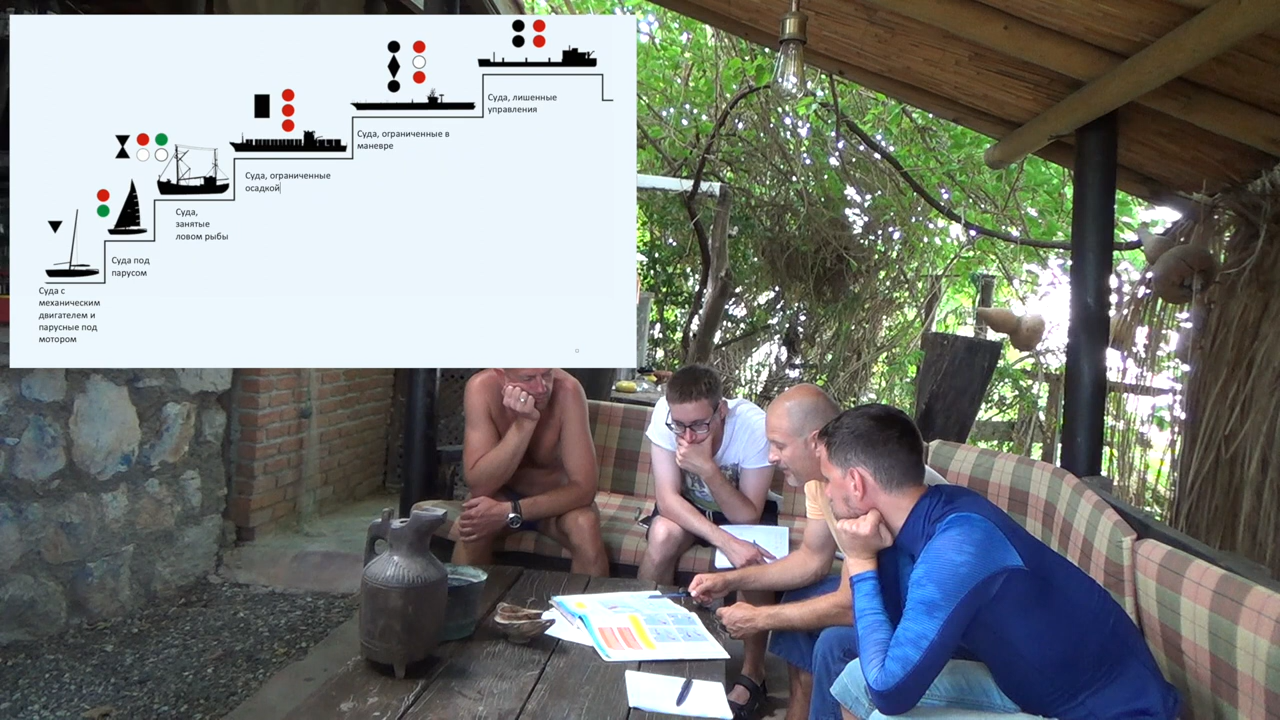 Суда, лишенные
управления
Суда, ограниченные в
маневре
Суда, ограниченные
осадкой
Суда,
занятые
ловом рыбы
Суда под
парусом
Суда с
механическим
двигателем и
парусные под
мотором